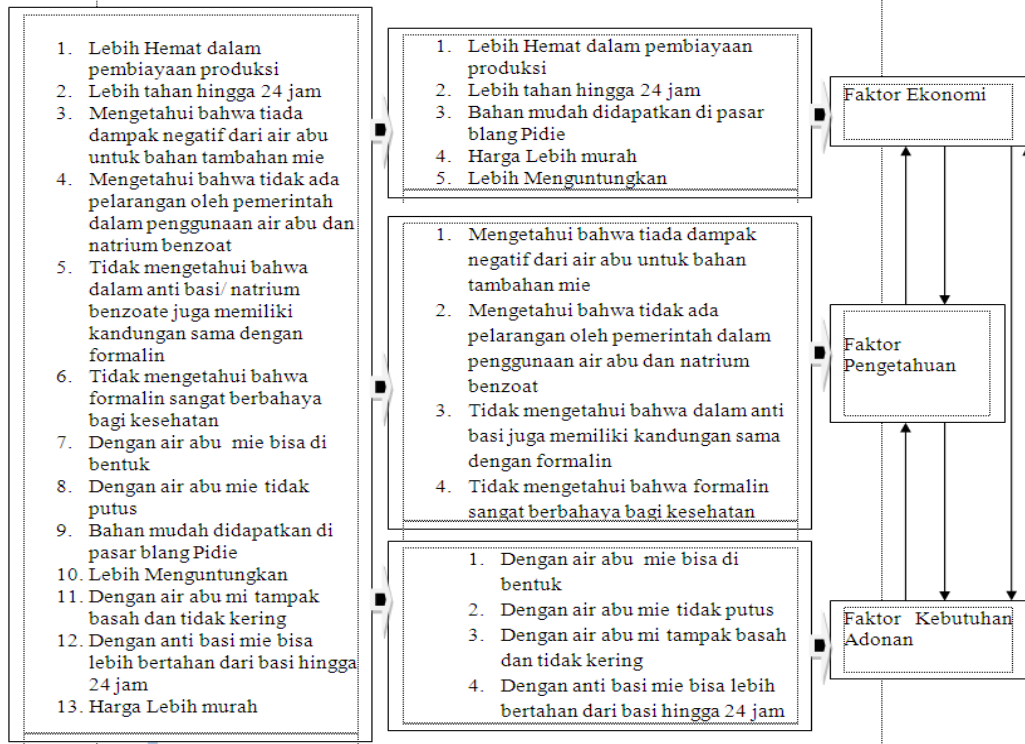 1. Lebih Hemat dalam
pembiayaan produksi
2. Lebih tahan hingga 24 jam
3. Mengetahui bahwa tiada
dampak negatif dari air abu
untuk bahan tambahan mie
4. Mengetahui bahwa tidak ada
pelarangan oleh pemerintah
dalam penggunaan air abu dan
natrium benzoat
5. Tidak mengetahui bahwa
dalam anti basi/ natrium
benzoate juga memiliki
kandungan sama dengan
formalin
6. Tidak mengetahui bahwa
formalin sangat berbahaya
bagi kesehatan
7. Dengan air abu mie bisa di
bentuk
8. Dengan air abu mie tidak
putus
9. Bahan mudah didapatkan di
pasar blang Pidie
10. Lebih Menguntungkan
11. Dengan air abu mi tampak
basah dan tidak kering
12. Dengan anti basi mie bisa
lebih bertahan dari basi hingga
24 jam
13. Harga Lebih murah
1. Lebih Hemat dalam pembiayaan
produksi
2. Lebih tahan hingga 24 jam
3. Bahan mudah didapatkan di pasar
blang Pidie
4. Harga Lebih murah
5. Lebih Menguntungkan
1. Mengetahui bahwa tiada dampak
negatif dari air abu untuk bahan
tambahan mie
2. Mengetahui bahwa tidak ada
pelarangan oleh pemerintah dalam
penggunaan air abu dan natrium
benzoat
3. Tidak mengetahui bahwa dalam anti
basi juga memiliki kandungan sama
dengan formalin
4. Tidak mengetahui bahwa formalin
sangat berbahaya bagi kesehatan
1. Dengan air abu mie bisa di
bentuk
2. Dengan air abu mie tidak putus
3. Dengan air abu mi tampak basah
dan tidak kering
4. Dengan anti basi mie bisa lebih
bertahan dari basi hingga 24 jam
Faktor Ekonomi
Faktor
Pengetahuan
Faktor Kebutuhan
Adonan